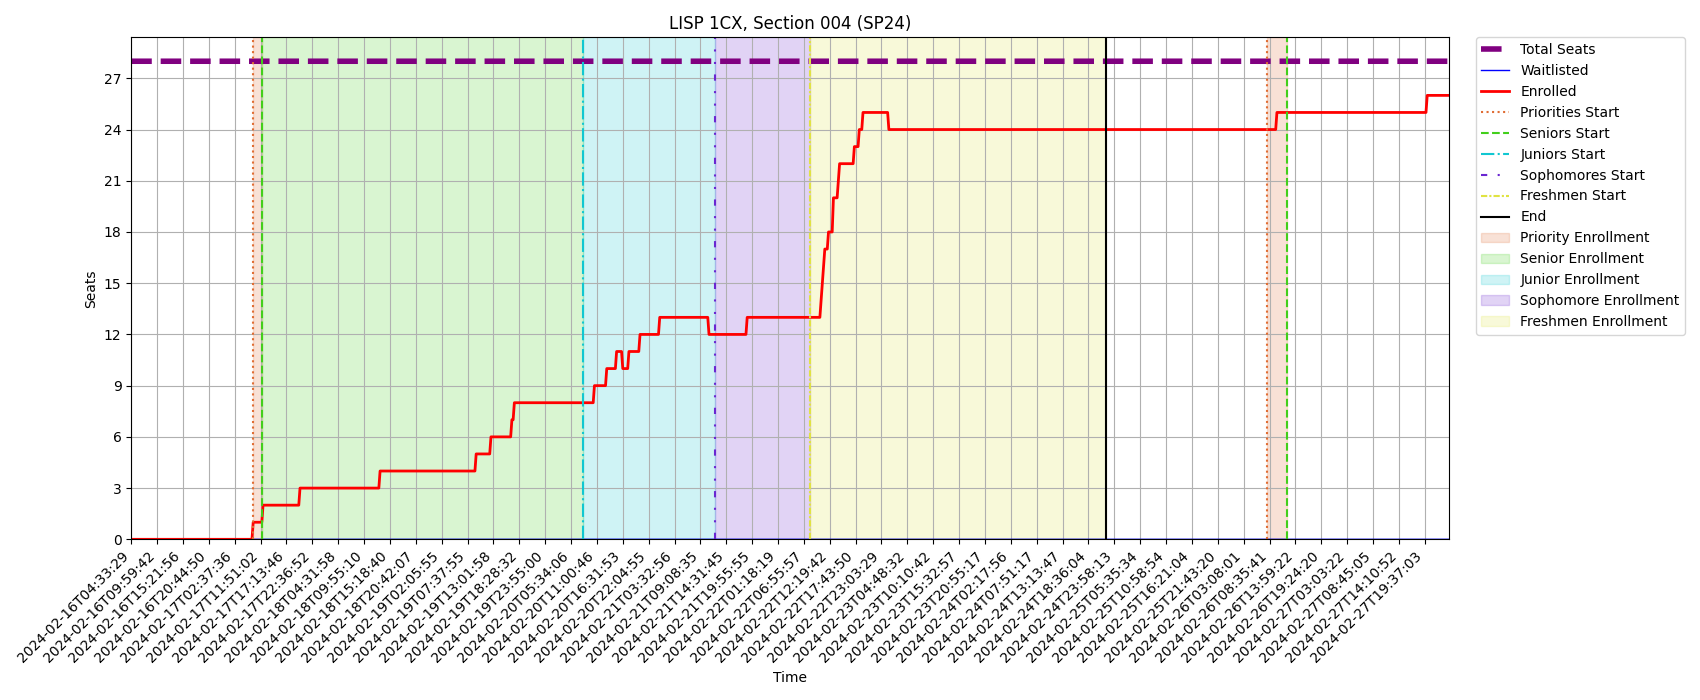 LISP 1CX, Section 004 (SP24)
Seats
27
24
21
18
15
12
9
6
3
0
2024-02-16T04:33:29
2024-02-16T09:59:42
2024-02-16T15:21:56
2024-02-16T20:44:50
2024-02-17T02:37:36
2024-02-17T11:51:02
2024-02-17T17:13:46
2024-02-17T22:36:52
2024-02-18T04:31:58
2024-02-18T09:55:10
2024-02-18T15:18:40
2024-02-18T20:42:07
2024-02-19T02:05:55
2024-02-19T07:37:55
2024-02-19T13:01:58
2024-02-19T18:28:32
2024-02-19T23:55:00
2024-02-20T05:34:06
2024-02-20T11:00:46
2024-02-20T16:31:53
2024-02-20T22:04:55
2024-02-21T03:32:56
2024-02-21T09:08:35
2024-02-21T14:31:45
2024-02-21T19:55:55
2024-02-22T01:18:19
2024-02-22T06:55:57
2024-02-22T12:19:42
2024-02-22T17:43:50
2024-02-22T23:03:29
2024-02-23T04:48:32
2024-02-23T10:10:42
2024-02-23T15:32:57
2024-02-23T20:55:17
2024-02-24T02:17:56
2024-02-24T07:51:17
2024-02-24T13:13:47
2024-02-24T18:36:04
2024-02-24T23:58:13
2024-02-25T05:35:34
2024-02-25T10:58:54
2024-02-25T16:21:04
2024-02-25T21:43:20
2024-02-26T03:08:01
2024-02-26T08:35:41
2024-02-26T13:59:22
2024-02-26T19:24:20
2024-02-27T03:03:22
2024-02-27T08:45:05
2024-02-27T14:10:52
2024-02-27T19:37:03
Time
Total Seats
Waitlisted
Enrolled
Priorities Start
Seniors Start
Juniors Start
Sophomores Start
Freshmen Start
End
Priority Enrollment
Senior Enrollment
Junior Enrollment
Sophomore Enrollment
Freshmen Enrollment